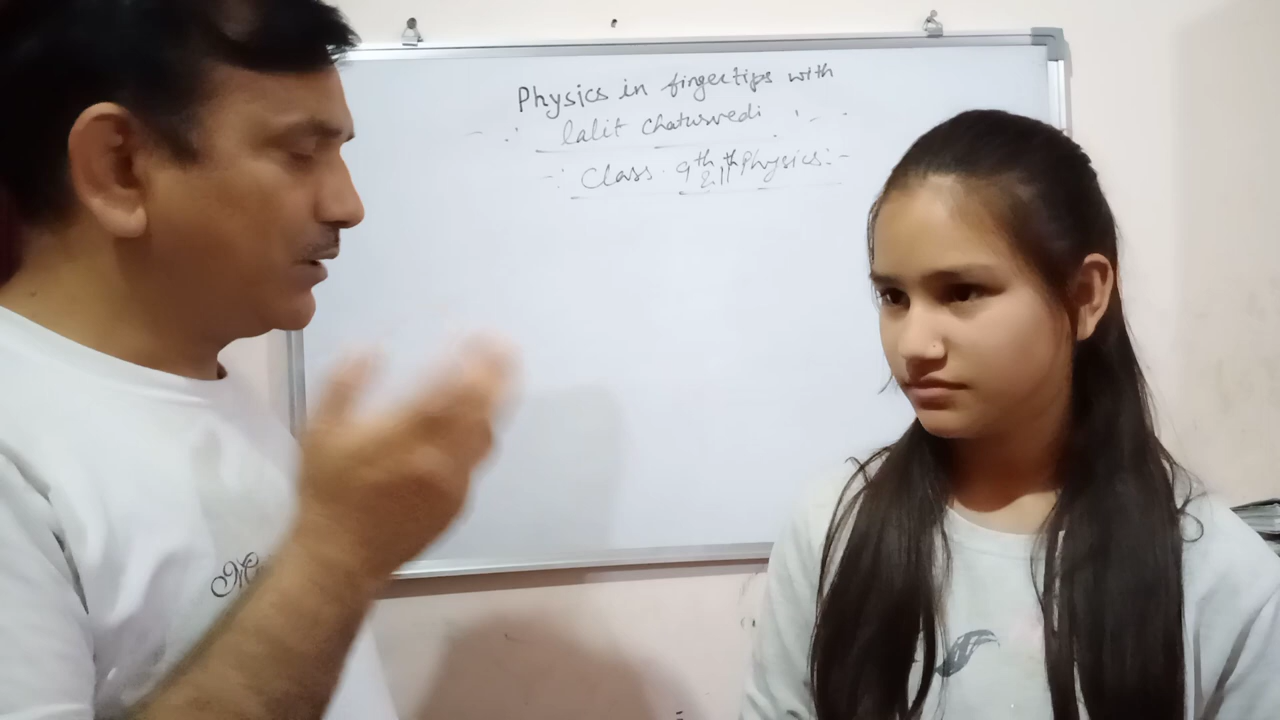 Physics in fingertips with
-: lalit chaturvedi :-
-: Class 9th & 11th Physics:-